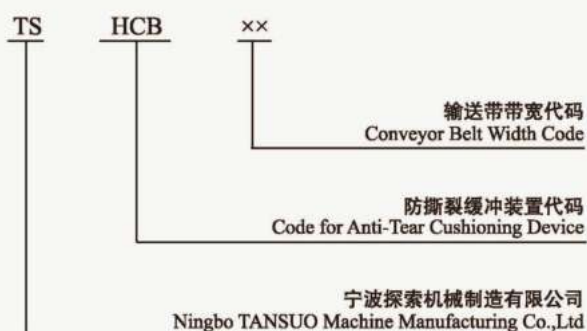 TS HCB ××
输送带带宽代码
Conveyor Belt Width Code
防撕裂缓冲装置代码
Code for Anti-Tear Cushioning Device
宁波探索机械制造有限公司
Ningbo TANSUO Machine Manufacturing Co.,Ltd